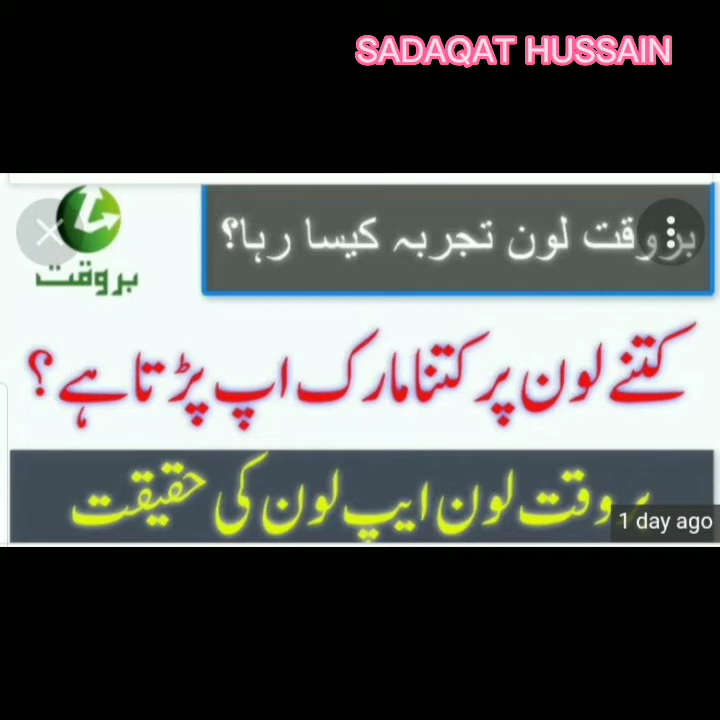 SADAQAT HUSSAIN
بروقت
بروقت لون تجربہ کیسا رہا؟
کتنے لون پر کتنا مارک اپ پڑتا ہے؟
بروقت لون ایپ لون کی حقیقت
1 day ago